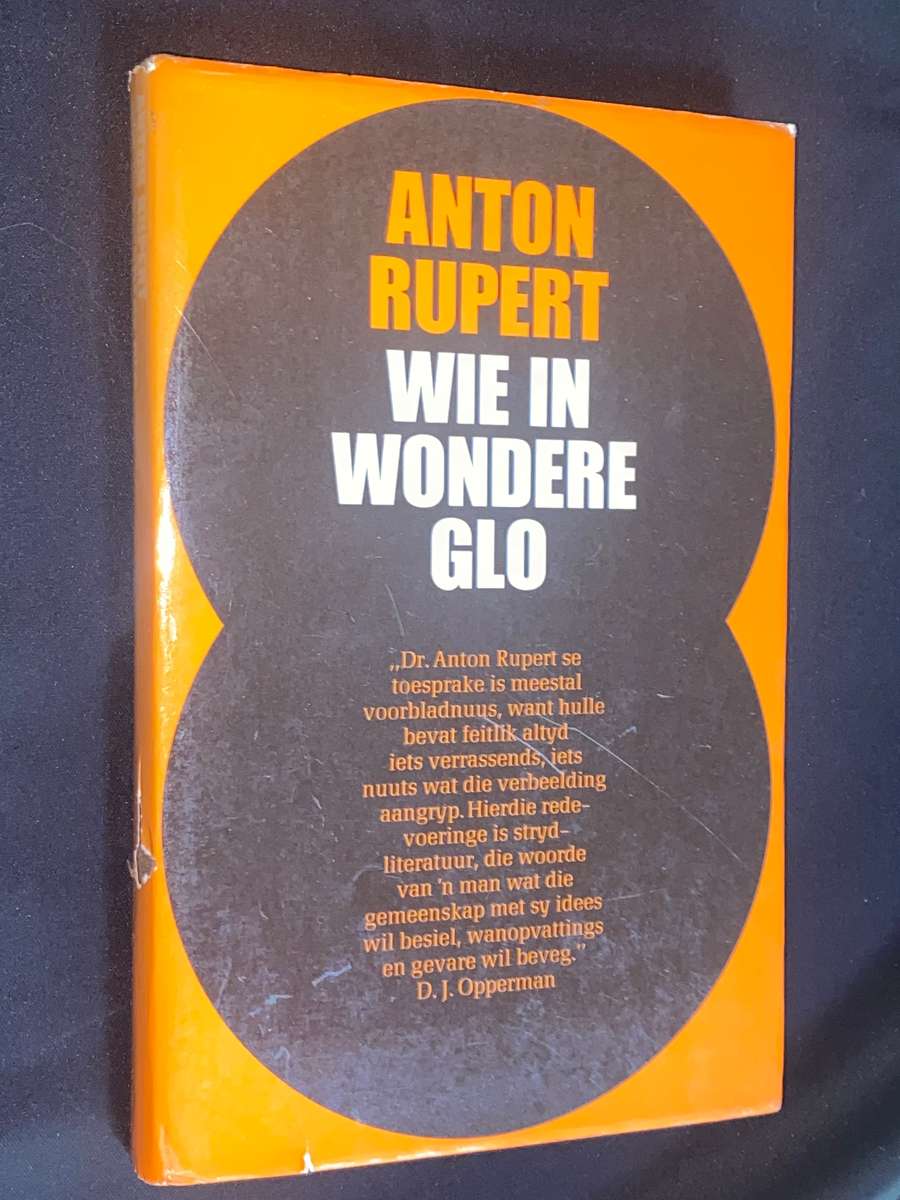 ANTON
RUPERT
WIE IN
WONDERE
GLO
„Dr. Anton Rupert se
toesprake is meestal
voorbladnuus, want hulle
bevat feitlik altyd
iets verrassends, iets
nuuts wat die verbeelding
aangryp. Hierdie rede-
voeringe is stryd-
literatuur, die woorde
van 'n man wat die
gemeenskap met sy idees
wil besiel, wanopvattings
en gevare wil beveg.”
D. J. Opperman